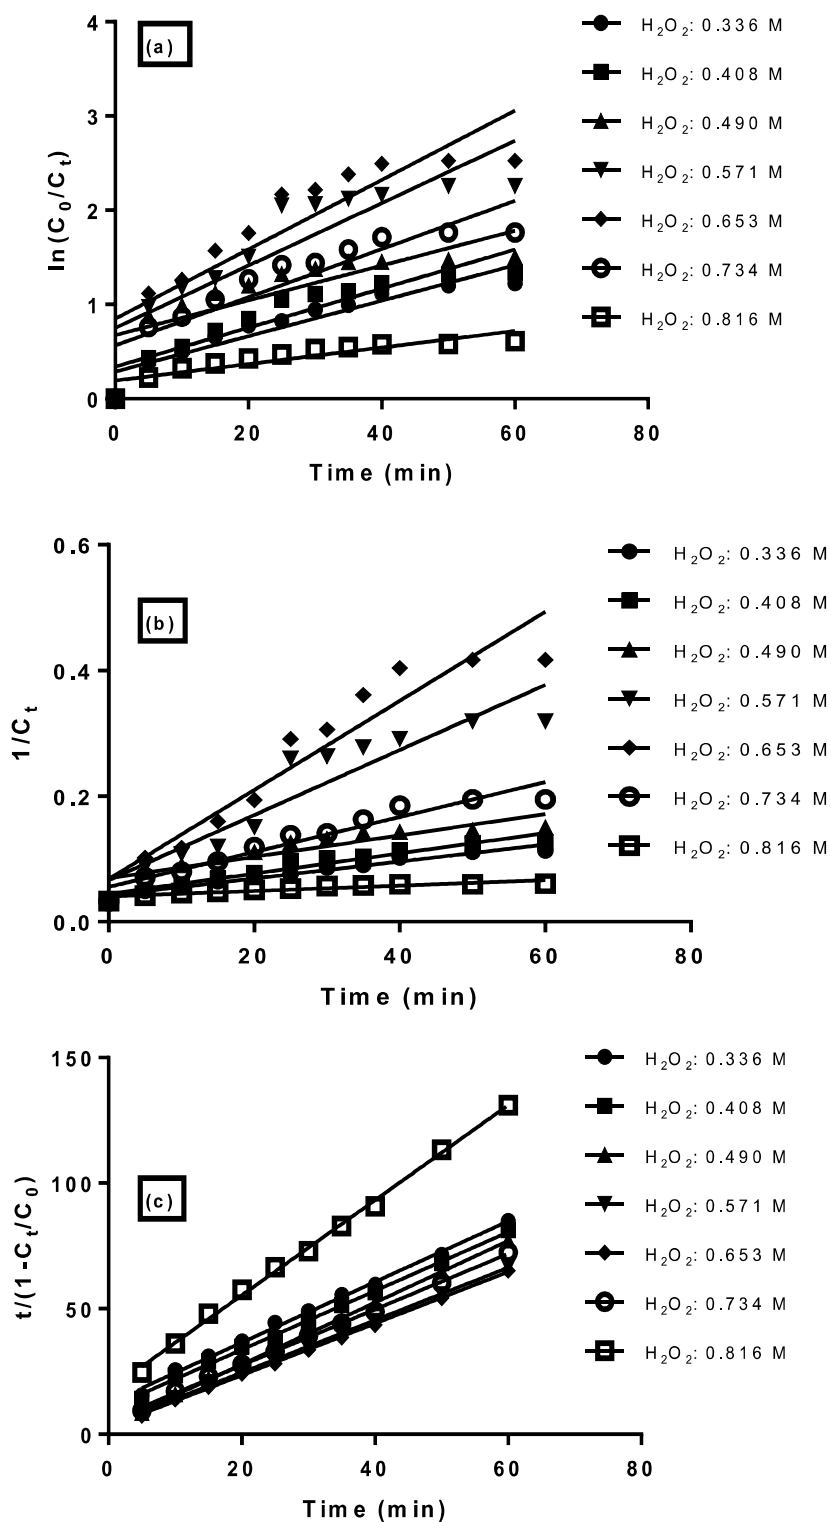 (a)
ln(C₀/Cₜ)
4
3
2
1
0
0 20 40 60 80
Time (min)
H₂O₂: 0.336 M
H₂O₂: 0.408 M
H₂O₂: 0.490 M
H₂O₂: 0.571 M
H₂O₂: 0.653 M
H₂O₂: 0.734 M
H₂O₂: 0.816 M
(b)
1/Cₜ
0.6
0.4
0.2
0.0
0 20 40 60 80
Time (min)
H₂O₂: 0.336 M
H₂O₂: 0.408 M
H₂O₂: 0.490 M
H₂O₂: 0.571 M
H₂O₂: 0.653 M
H₂O₂: 0.734 M
H₂O₂: 0.816 M
(c)
t/(1-Cₜ/C₀)
150
100
50
0
0 20 40 60 80
Time (min)
H₂O₂: 0.336 M
H₂O₂: 0.408 M
H₂O₂: 0.490 M
H₂O₂: 0.571 M
H₂O₂: 0.653 M
H₂O₂: 0.734 M
H₂O₂: 0.816 M